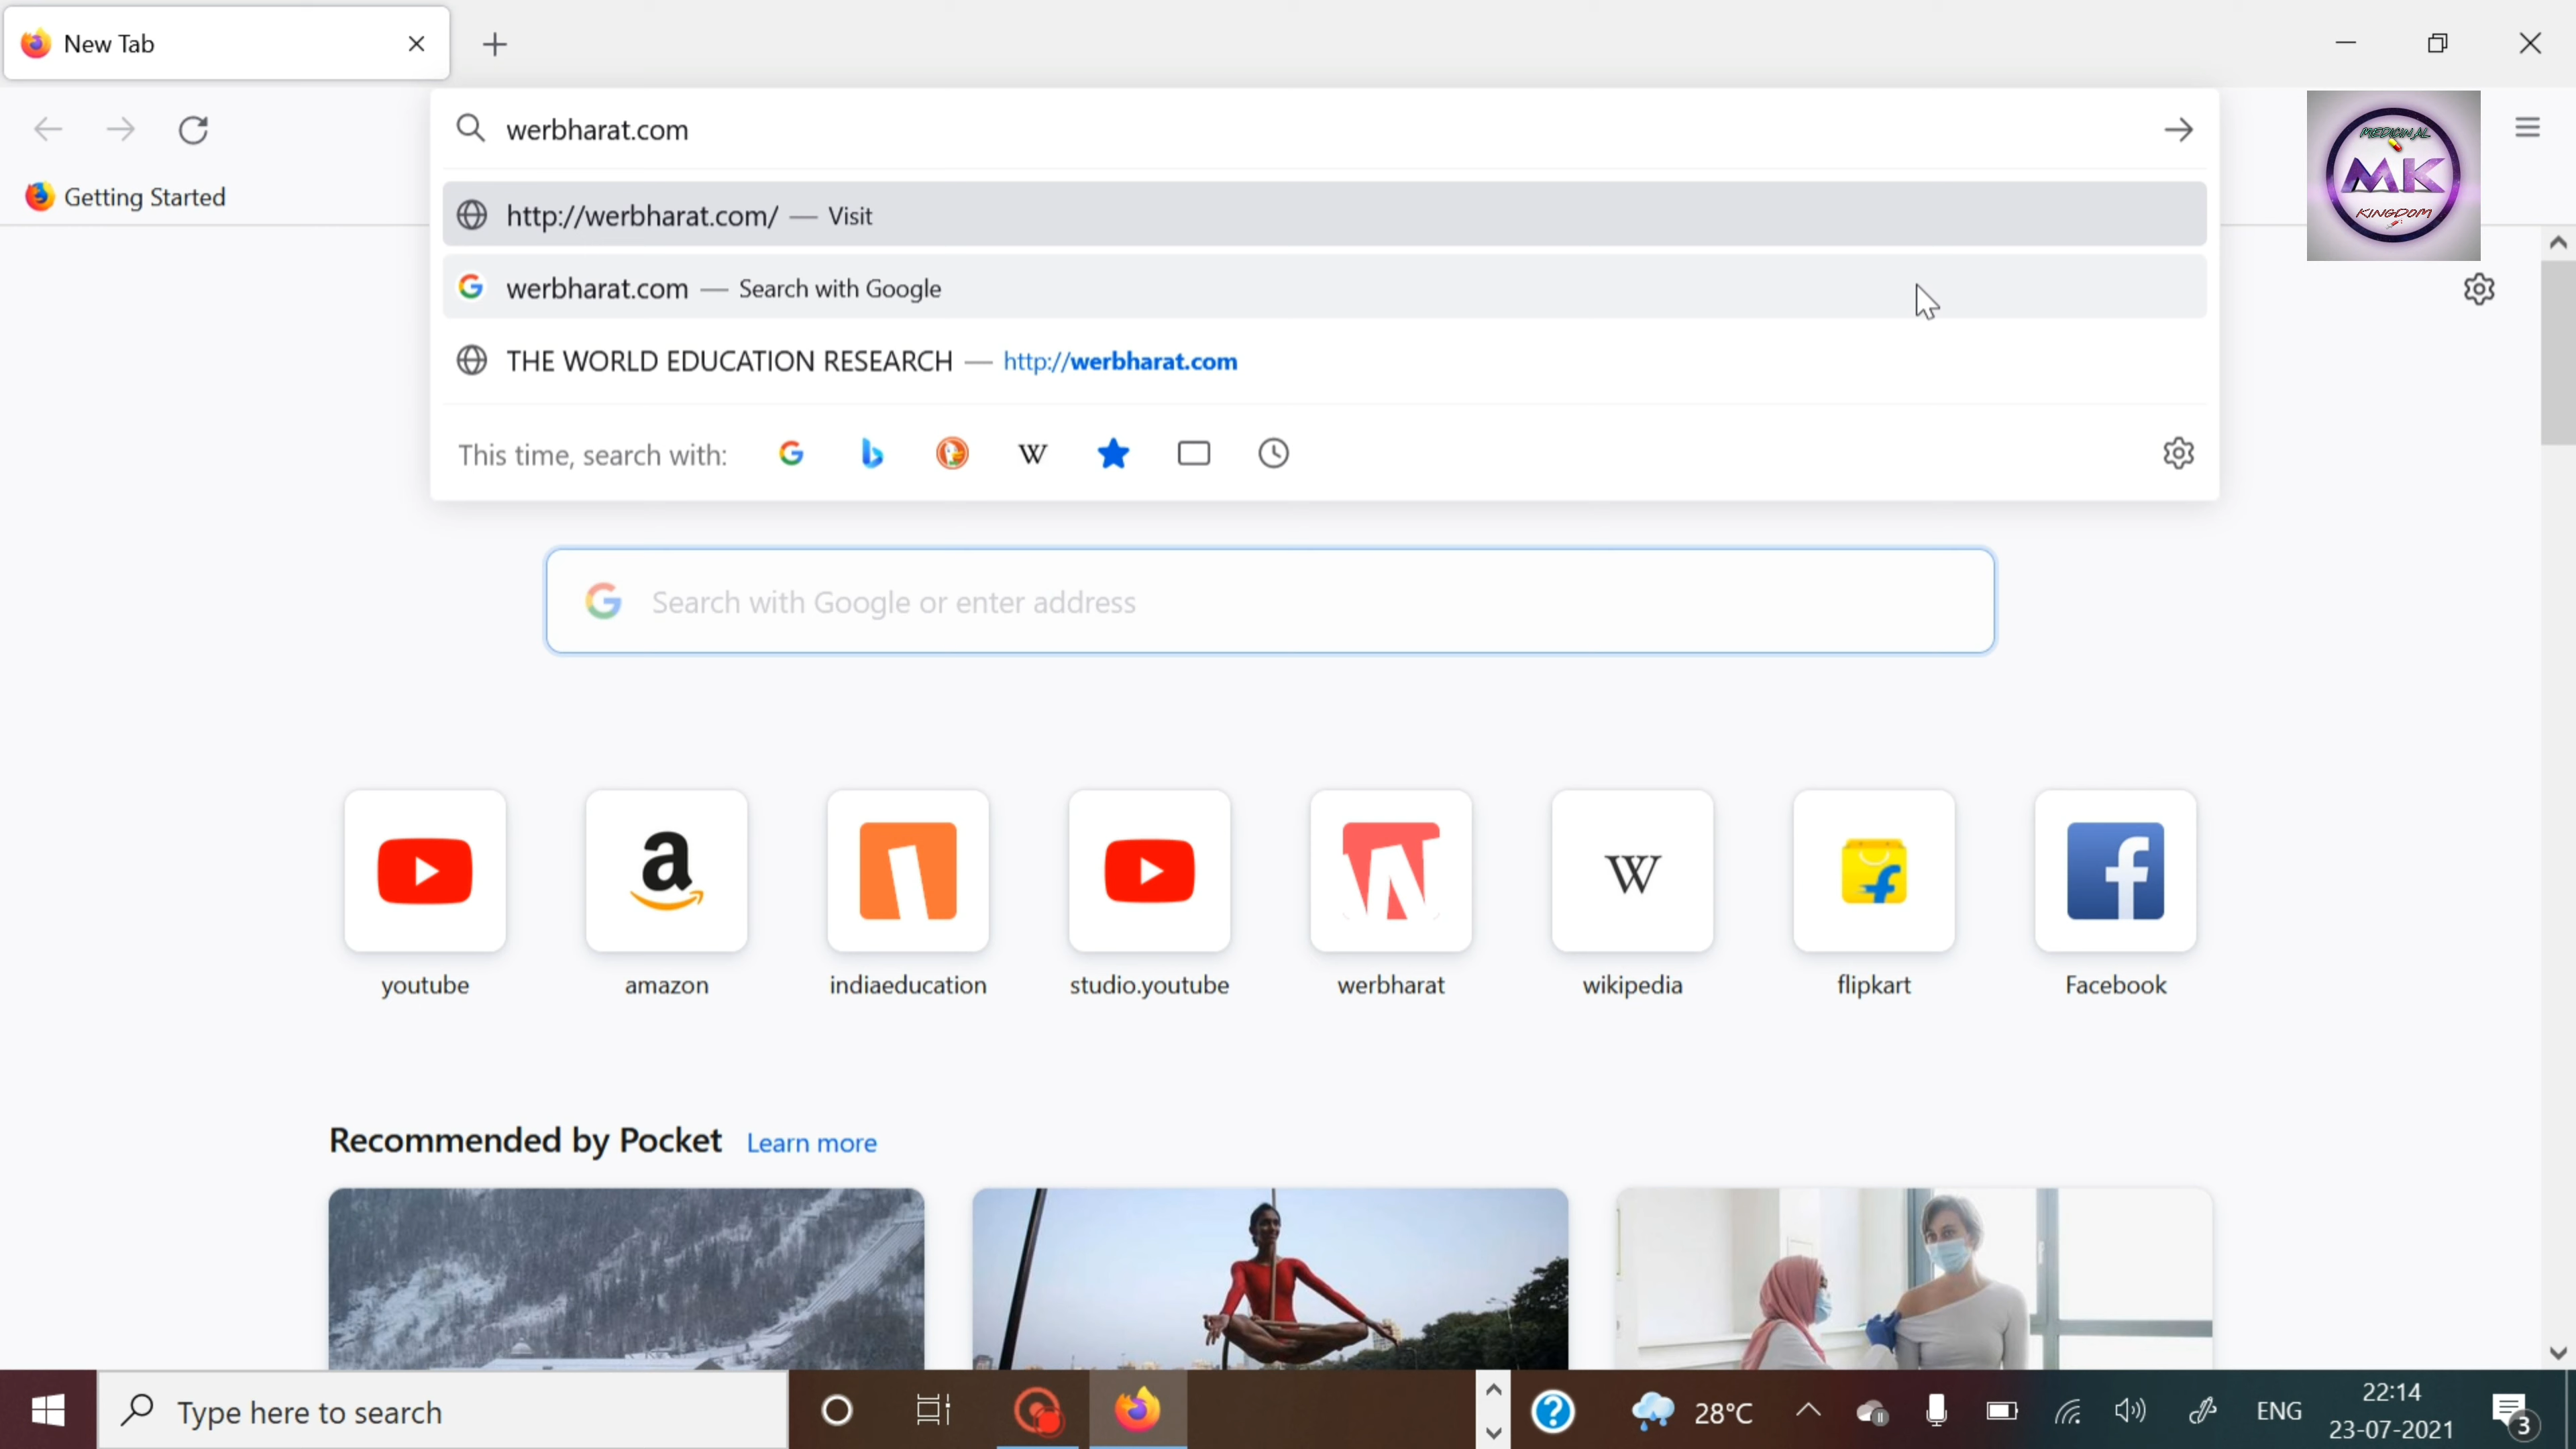 New Tab
werbharat.com
http://werbharat.com/ — Visit
Getting Started
werbharat.com — Search with Google
THE WORLD EDUCATION RESEARCH — http://werbharat.com
This time, search with:
MEDICINAL
MK
KINGDOM
Search with Google or enter address
youtube
amazon
indiaeducation
studio.youtube
werbharat
wikipedia
flipkart
Facebook
Recommended by Pocket Learn more
Type here to search
28°C
ENG
22:14
23-07-2021
3